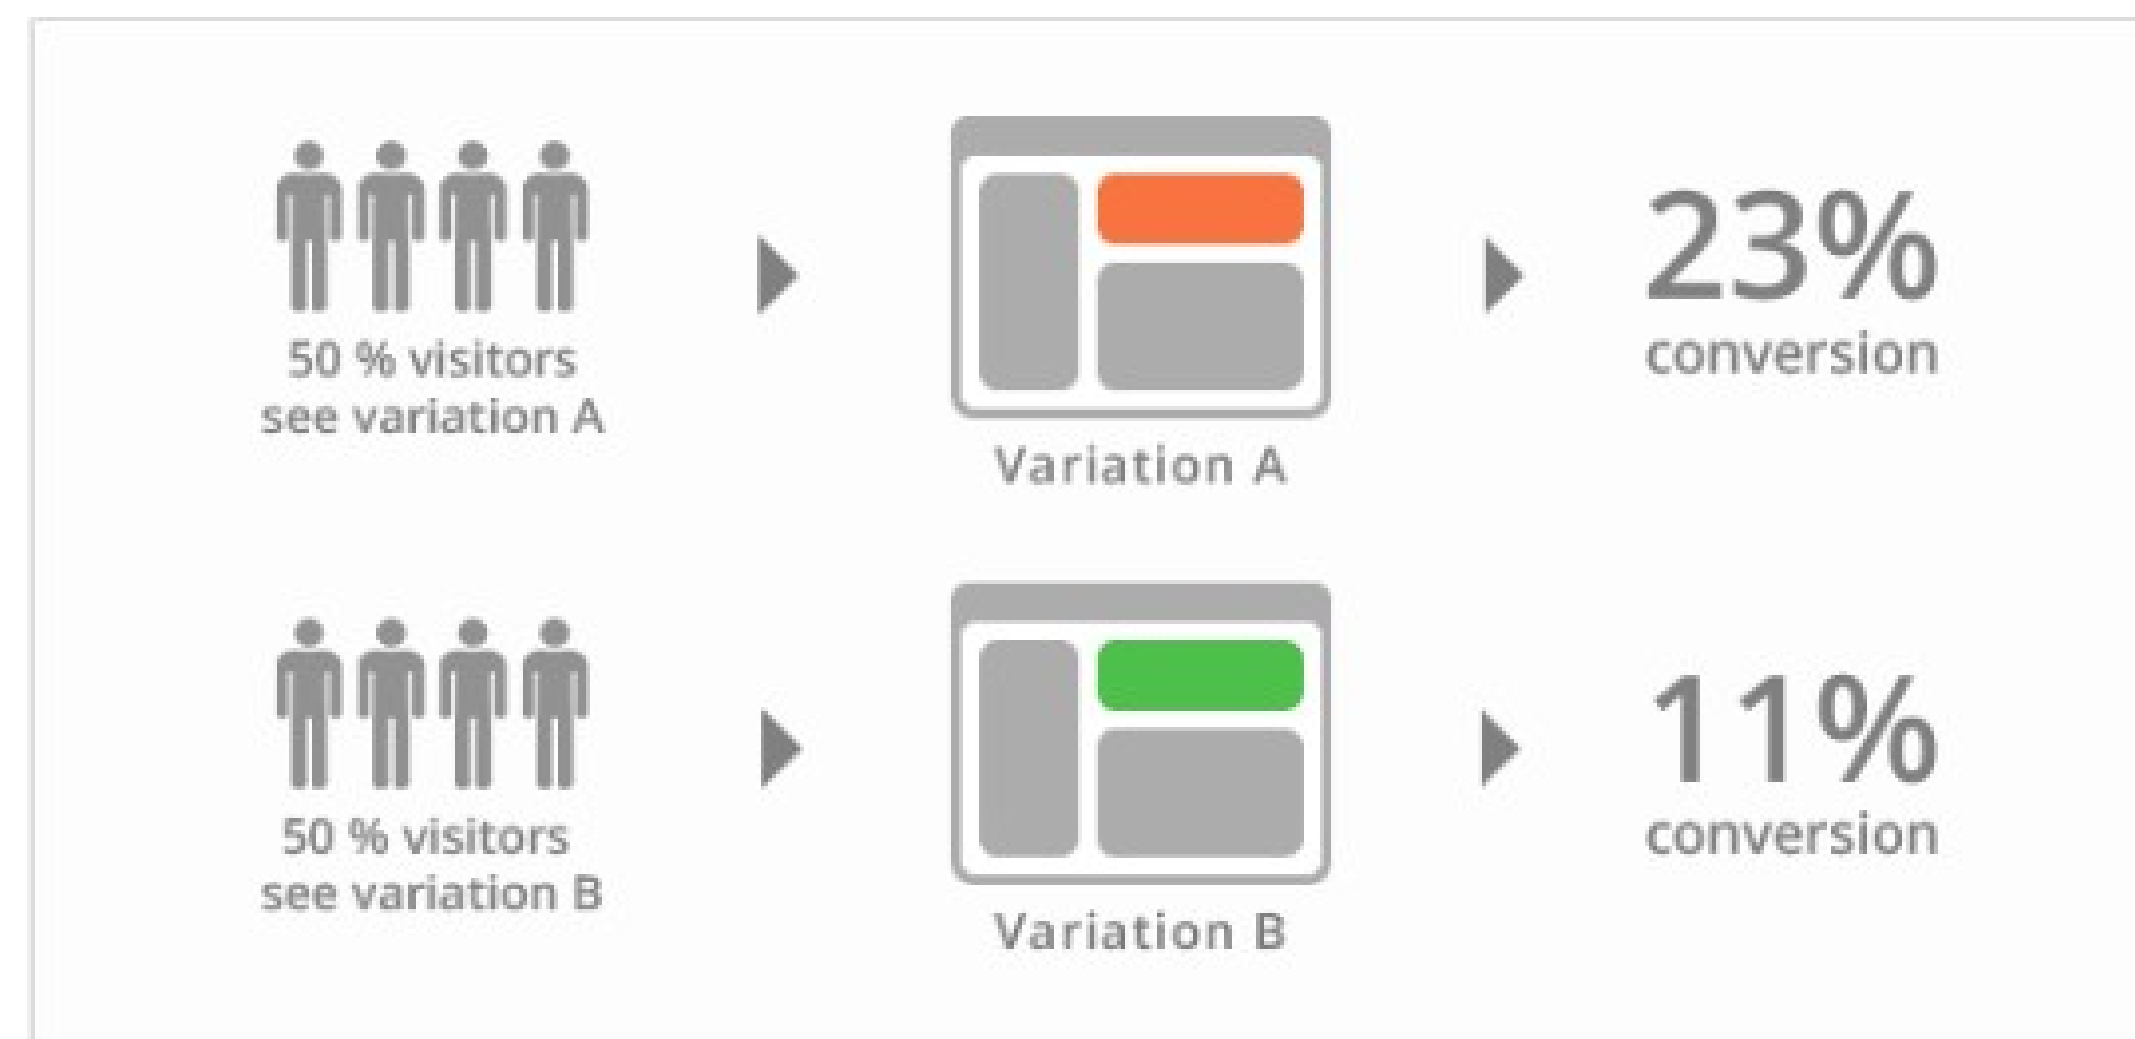 50 % visitors
see variation A
Variation A
23%
conversion
50 % visitors
see variation B
Variation B
11%
conversion